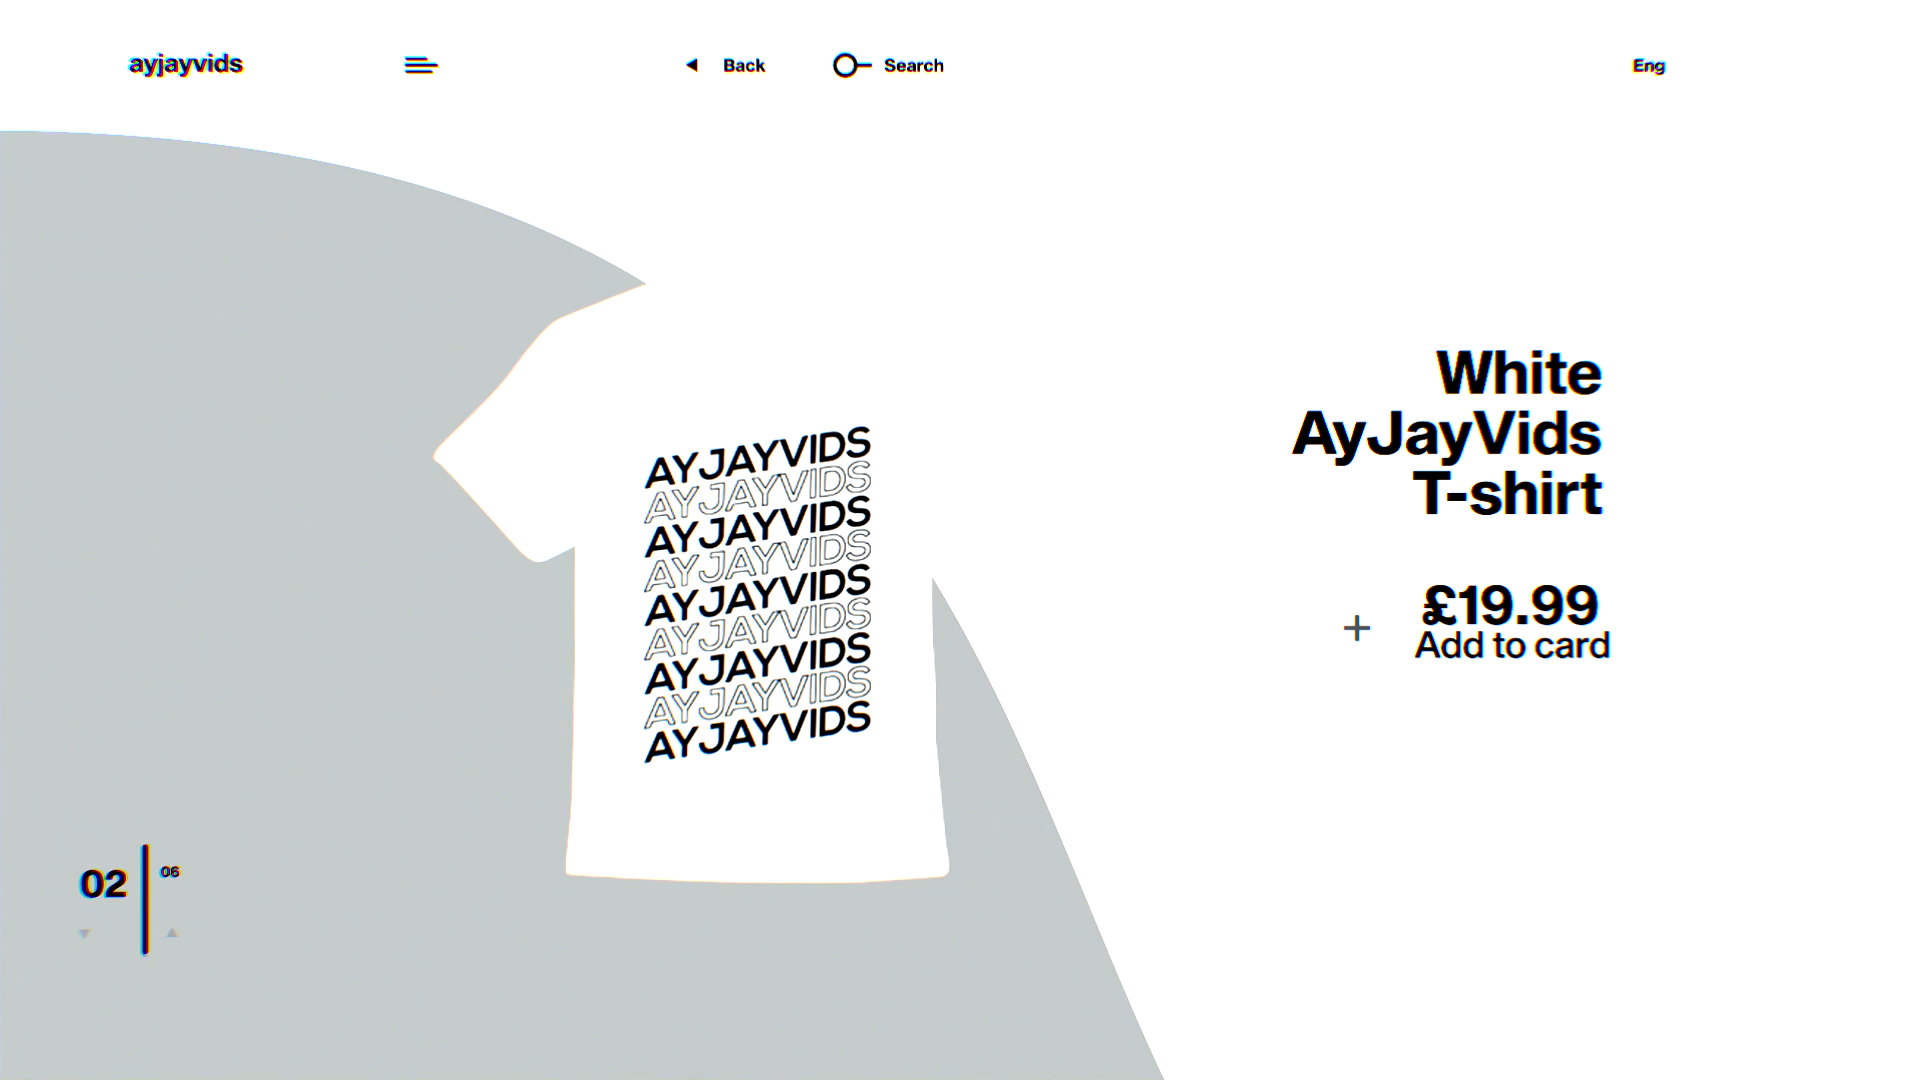 ayjayvids
Back
Search
Eng
AYJAYVIDS
AYJAYVIDS
AYJAYVIDS
AYJAYVIDS
AYJAYVIDS
AYJAYVIDS
AYJAYVIDS
AYJAYVIDS
AYJAYVIDS
White
AyJayVids
T-shirt
£19.99
+ Add to card
02
06